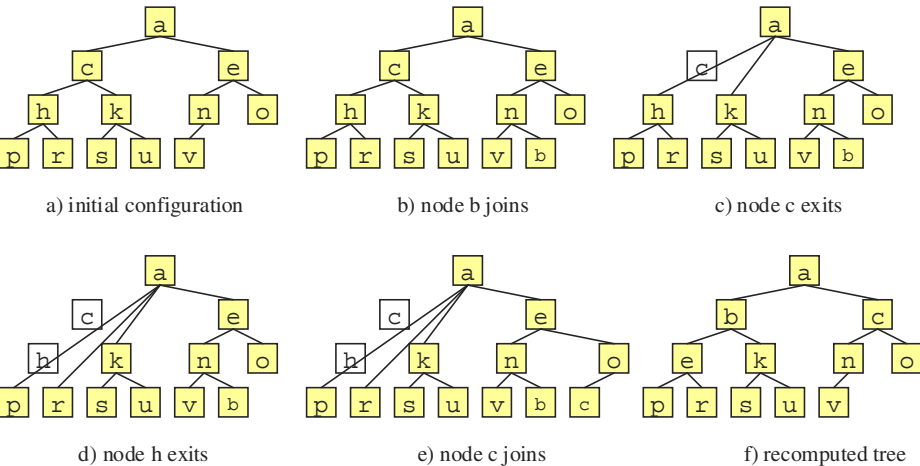 a a a
c e c e c e
h k n o h k n o h k n o
p r s u v p r s u v b p r s u v b
a) initial configuration b) node b joins c) node c exits
a a a
c e c e b c
h k n o h k n o e k n o
p r s u v b p r s u v b c p r s u v
d) node h exits e) node c joins f) recomputed tree